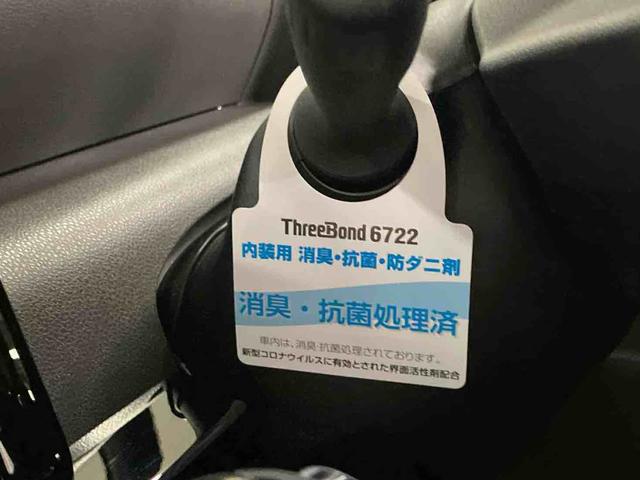 ThreeBond 6722
内装用 消臭・抗菌・防ダニ剤
消臭・抗菌処理済
車内は、消臭・抗菌処理されております。
新型コロナウイルスに有効とされた界面活性剤配合